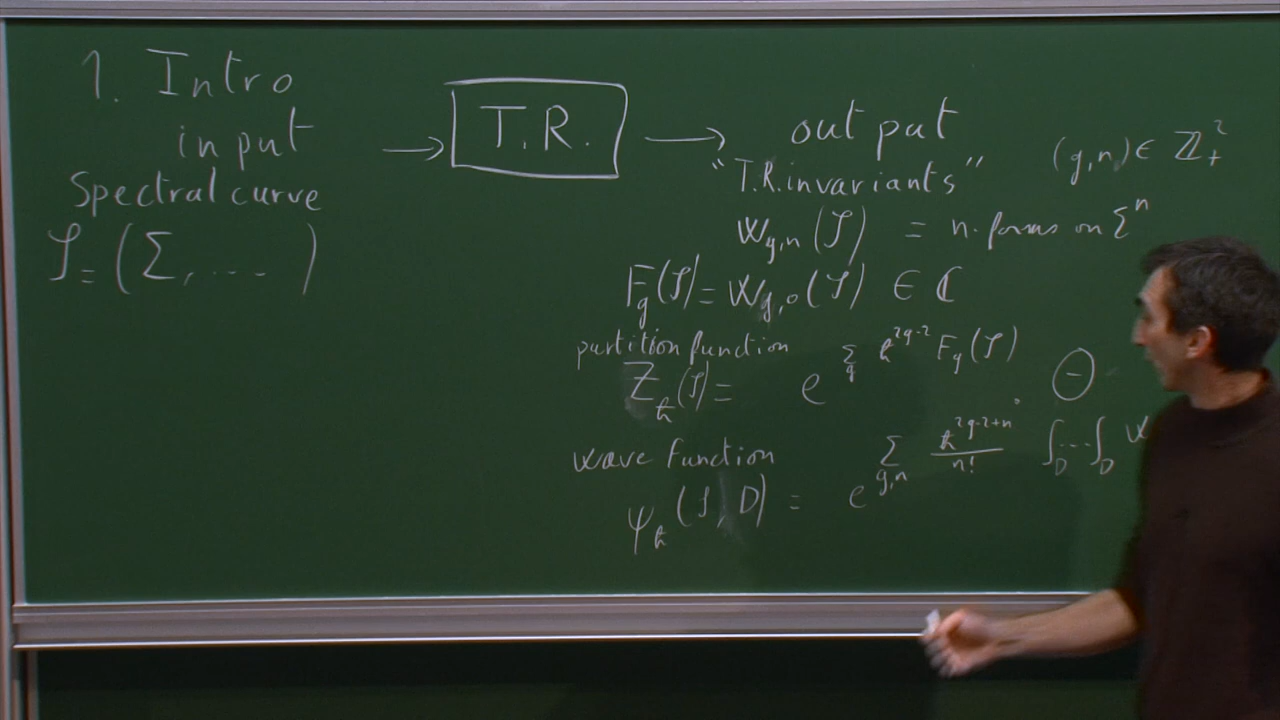 1. Intro
input → T.R. → output
Spectral curve
𝒮 = (Σ, ....)
"T.R. invariants" (g,n) ∈ ℤ₊²
W_{g,n}(𝒮) = n-forms on Σⁿ
F_g(𝒮) = W_{g,0}(𝒮) ∈ ℂ
partition function
Z_ħ(𝒮) = e^{Σ_g ħ^{2g-2} F_g(𝒮)} . Θ
wave function
ψ_ħ(𝒮, D) = e^{Σ_{g,n} ħ^{2g-2+n}/n! ∫_D ... ∫_D W